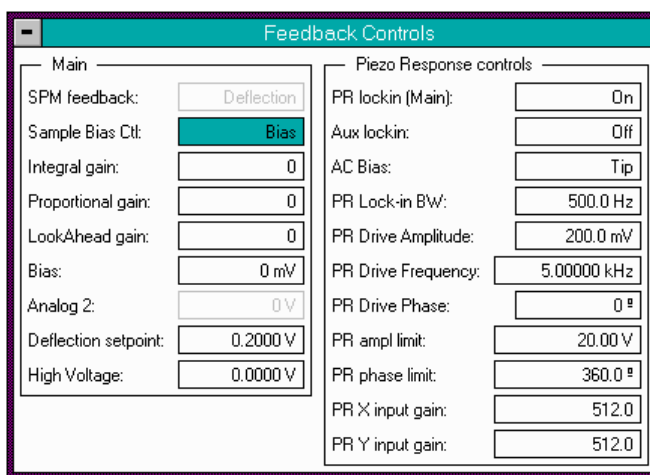 Feedback Controls
Main
SPM feedback: Deflection
Sample Bias Ctl: Bias
Integral gain: 0
Proportional gain: 0
LookAhead gain: 0
Bias: 0 mV
Analog 2: 0 V
Deflection setpoint: 0.2000 V
High Voltage: 0.0000 V
Piezo Response controls
PR lockin (Main): On
Aux lockin: Off
AC Bias: Tip
PR Lock-in BW: 500.0 Hz
PR Drive Amplitude: 200.0 mV
PR Drive Frequency: 5.00000 kHz
PR Drive Phase: 0 º
PR ampl limit: 20.00 V
PR phase limit: 360.0 º
PR X input gain: 512.0
PR Y input gain: 512.0